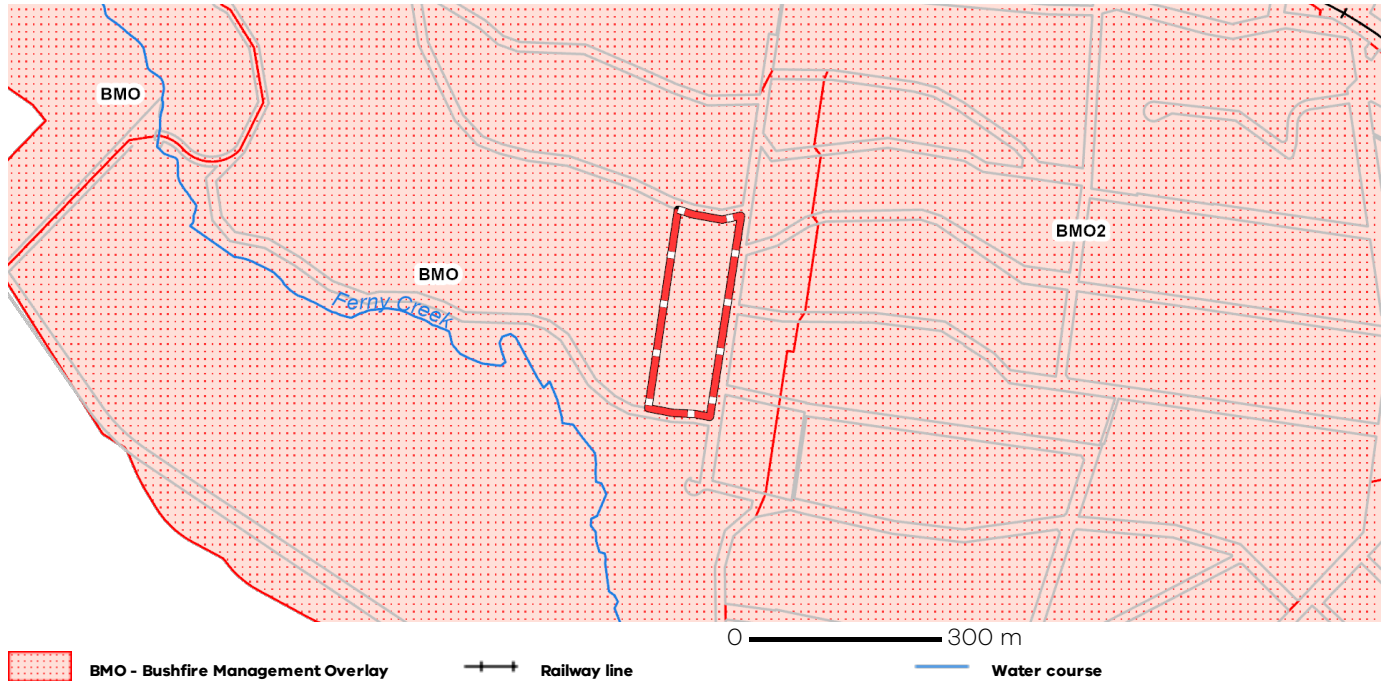 BMO
BMO2
BMO
Ferny Creek
0 300 m
BMO - Bushfire Management Overlay
Railway line
Water course